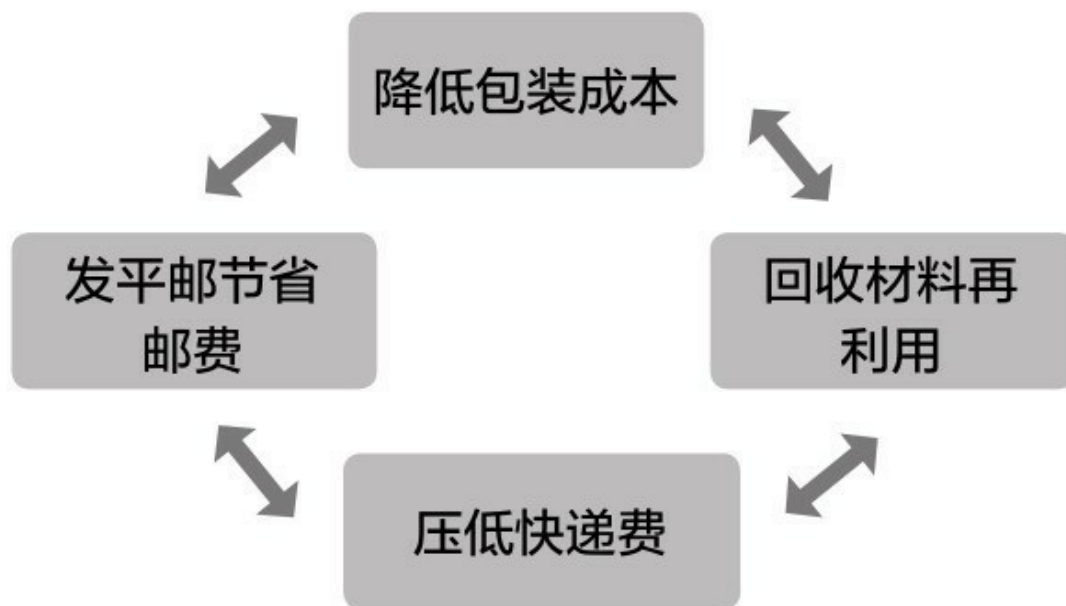 降低包装成本
发平邮节省
邮费
回收材料再
利用
压低快递费